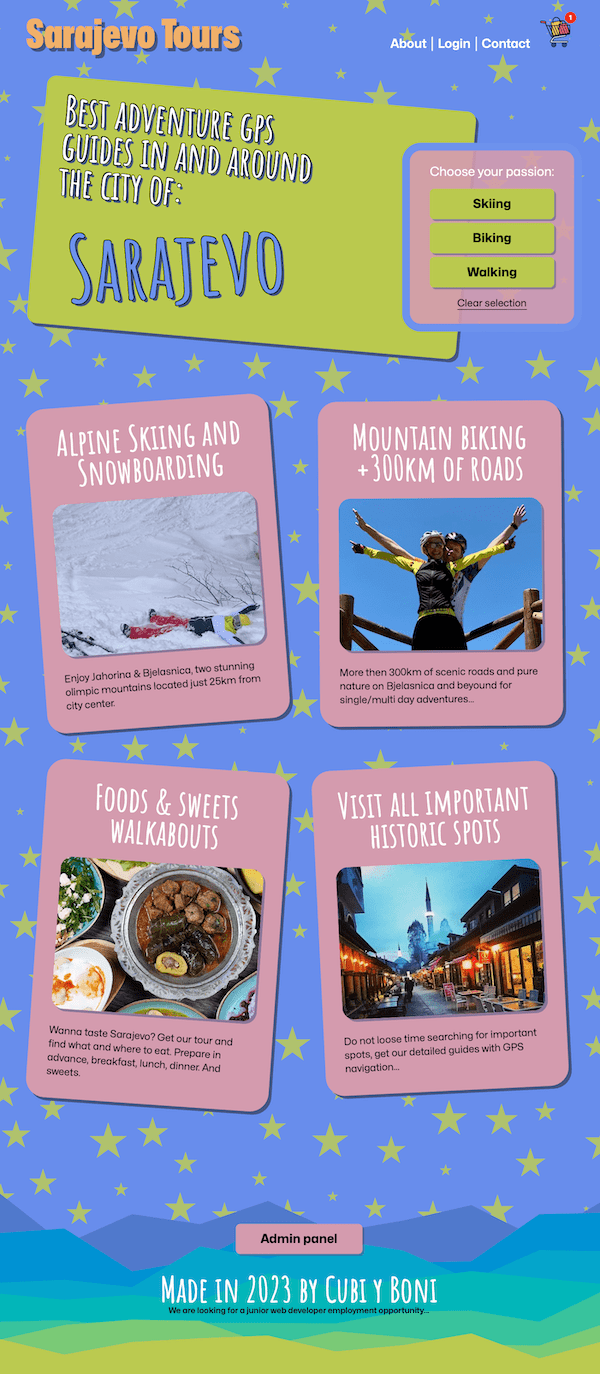 Sarajevo Tours
About | Login | Contact
1
Best adventure gps
guides in and around
the city of:
Sarajevo
Choose your passion:
Skiing
Biking
Walking
Clear selection
Alpine Skiing and
Snowboarding
Enjoy Jahorina & Bjelasnica, two stunning
olimpic mountains located just 25km from
city center.
Mountain biking
+300km of roads
More then 300km of scenic roads and pure
nature on Bjelasnica and beyound for
single/multi day adventures...
Foods & sweets
walkabouts
Wanna taste Sarajevo? Get our tour and
find what and where to eat. Prepare in
advance, breakfast, lunch, dinner. And
sweets.
Visit all important
historic spots
Do not loose time searching for important
spots, get our detailed guides with GPS
navigation...
Admin panel
Made in 2023 by Cubi y Boni
We are looking for a junior web developer employment opportunity...